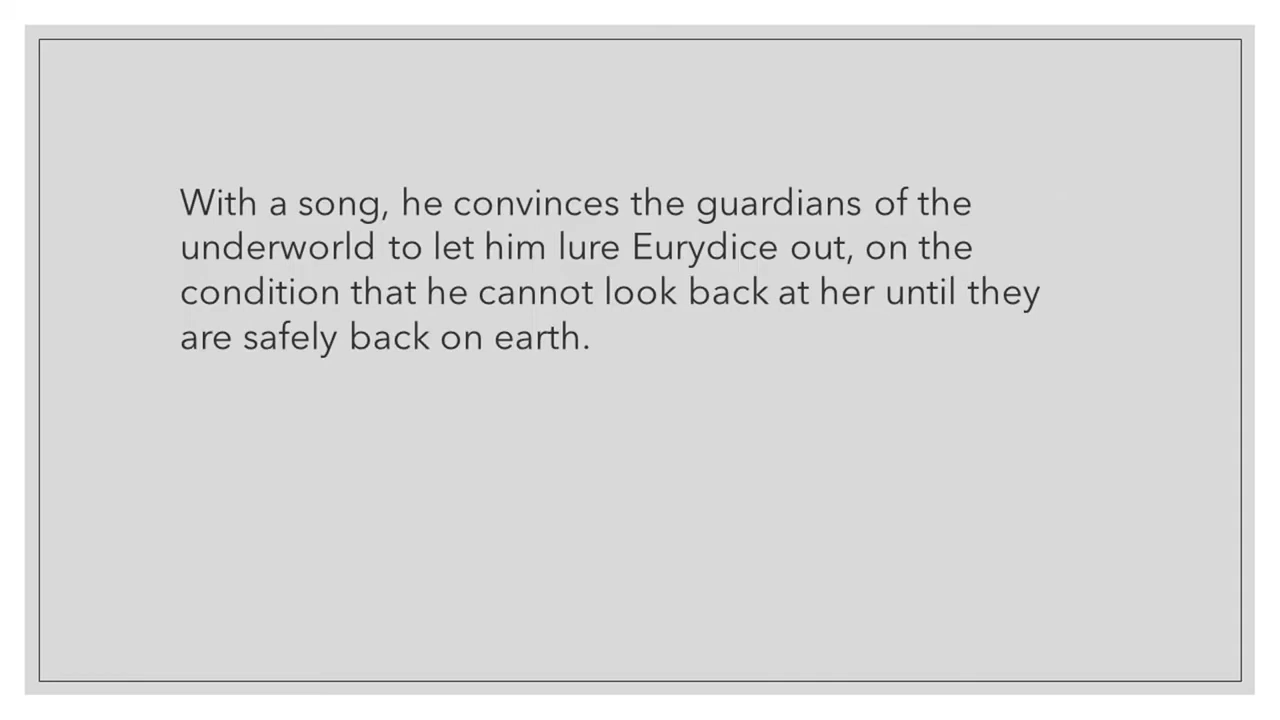 With a song, he convinces the guardians of the
underworld to let him lure Eurydice out, on the
condition that he cannot look back at her until they
are safely back on earth.